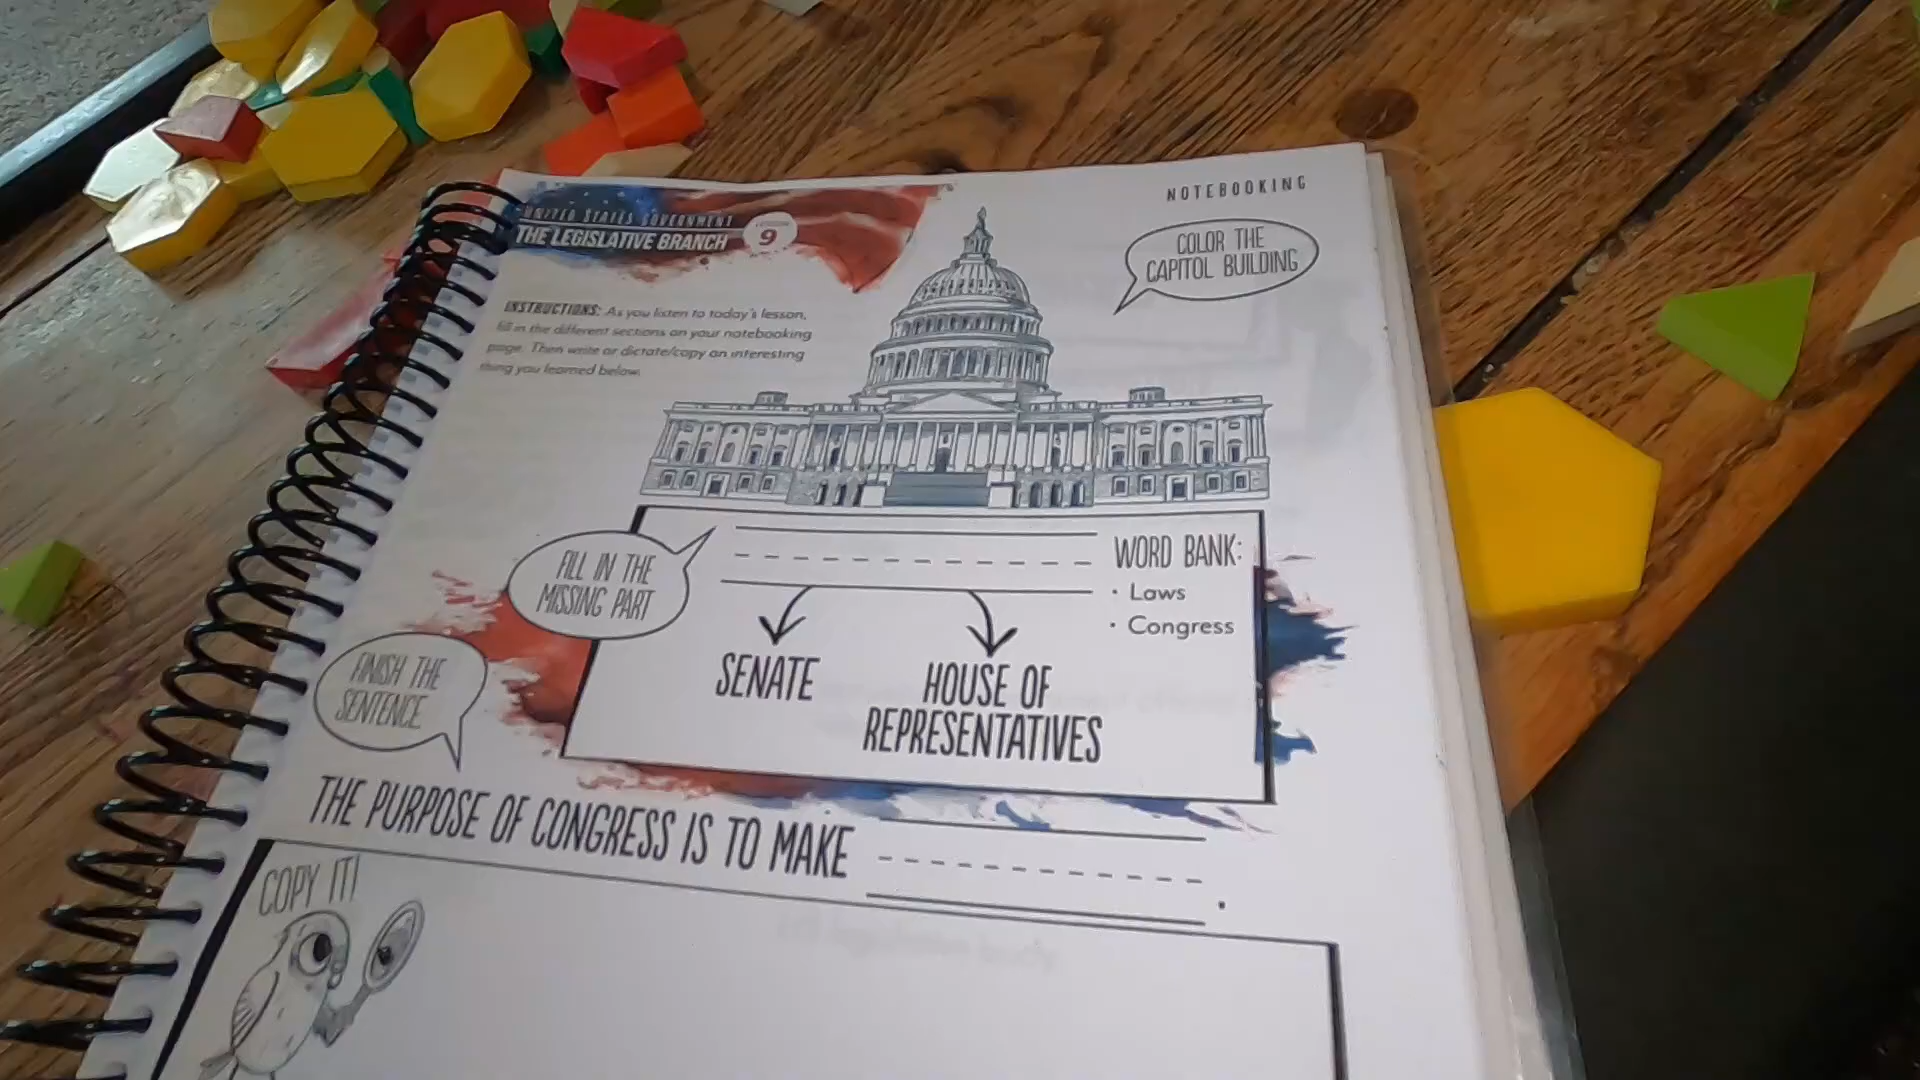 NOTEBOOKING
UNITED STATES GOVERNMENT
THE LEGISLATIVE BRANCH
9
COLOR THE
CAPITOL BUILDING
INSTRUCTIONS: As you listen to today's lesson,
fill in the different sections on your notebooking
page. Then write or dictate/copy an interesting
thing you learned below.
FILL IN THE
MISSING PART
WORD BANK:
• Laws
• Congress
SENATE
HOUSE OF
REPRESENTATIVES
FINISH THE
SENTENCE
THE PURPOSE OF CONGRESS IS TO MAKE .
COPY IT!